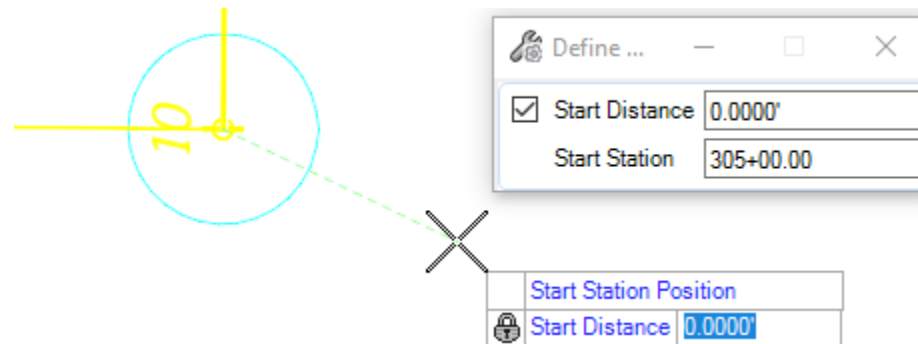 Define ...
Start Distance 0.0000'
Start Station 305+00.00
10
Start Station Position
Start Distance 0.0000'